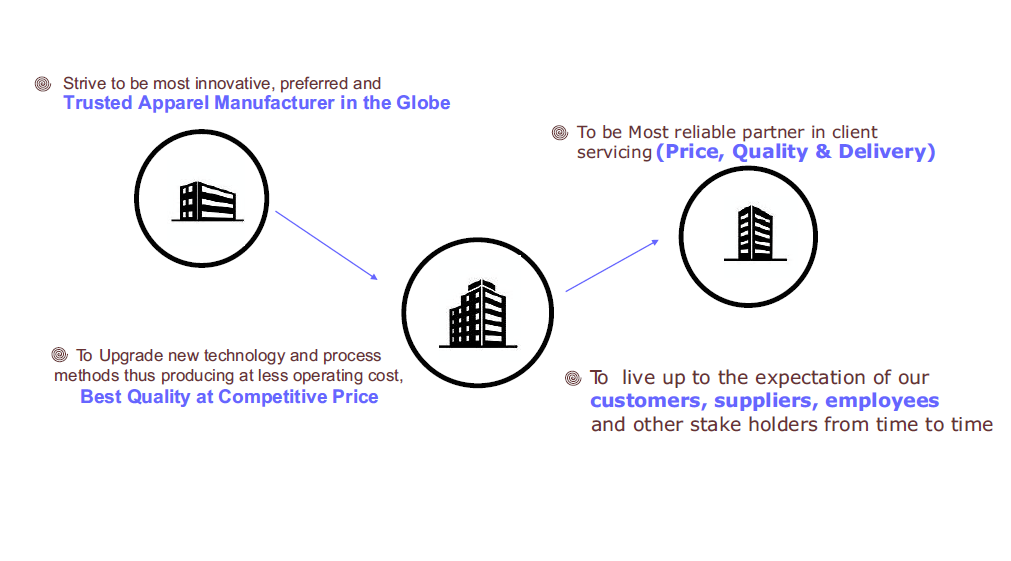 Strive to be most innovative, preferred and
Trusted Apparel Manufacturer in the Globe
To be Most reliable partner in client
servicing (Price, Quality & Delivery)
To Upgrade new technology and process
methods thus producing at less operating cost,
Best Quality at Competitive Price
To live up to the expectation of our
customers, suppliers, employees
and other stake holders from time to time